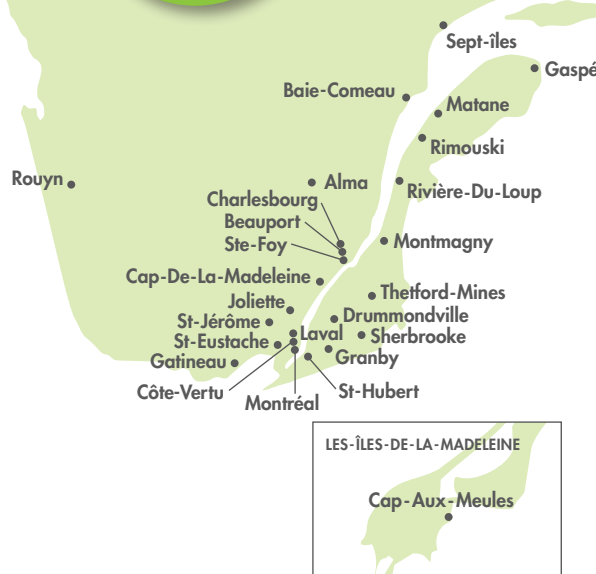 Sept-îles
Gaspé
Baie-Comeau
Matane
Rimouski
Rouyn
Alma
Rivière-Du-Loup
Charlesbourg
Beauport
Ste-Foy
Montmagny
Cap-De-La-Madeleine
Thetford-Mines
Joliette
Drummondville
St-Jérôme
Laval
Sherbrooke
St-Eustache
Granby
Gatineau
Côte-Vertu
St-Hubert
Montréal
LES-ÎLES-DE-LA-MADELEINE
Cap-Aux-Meules